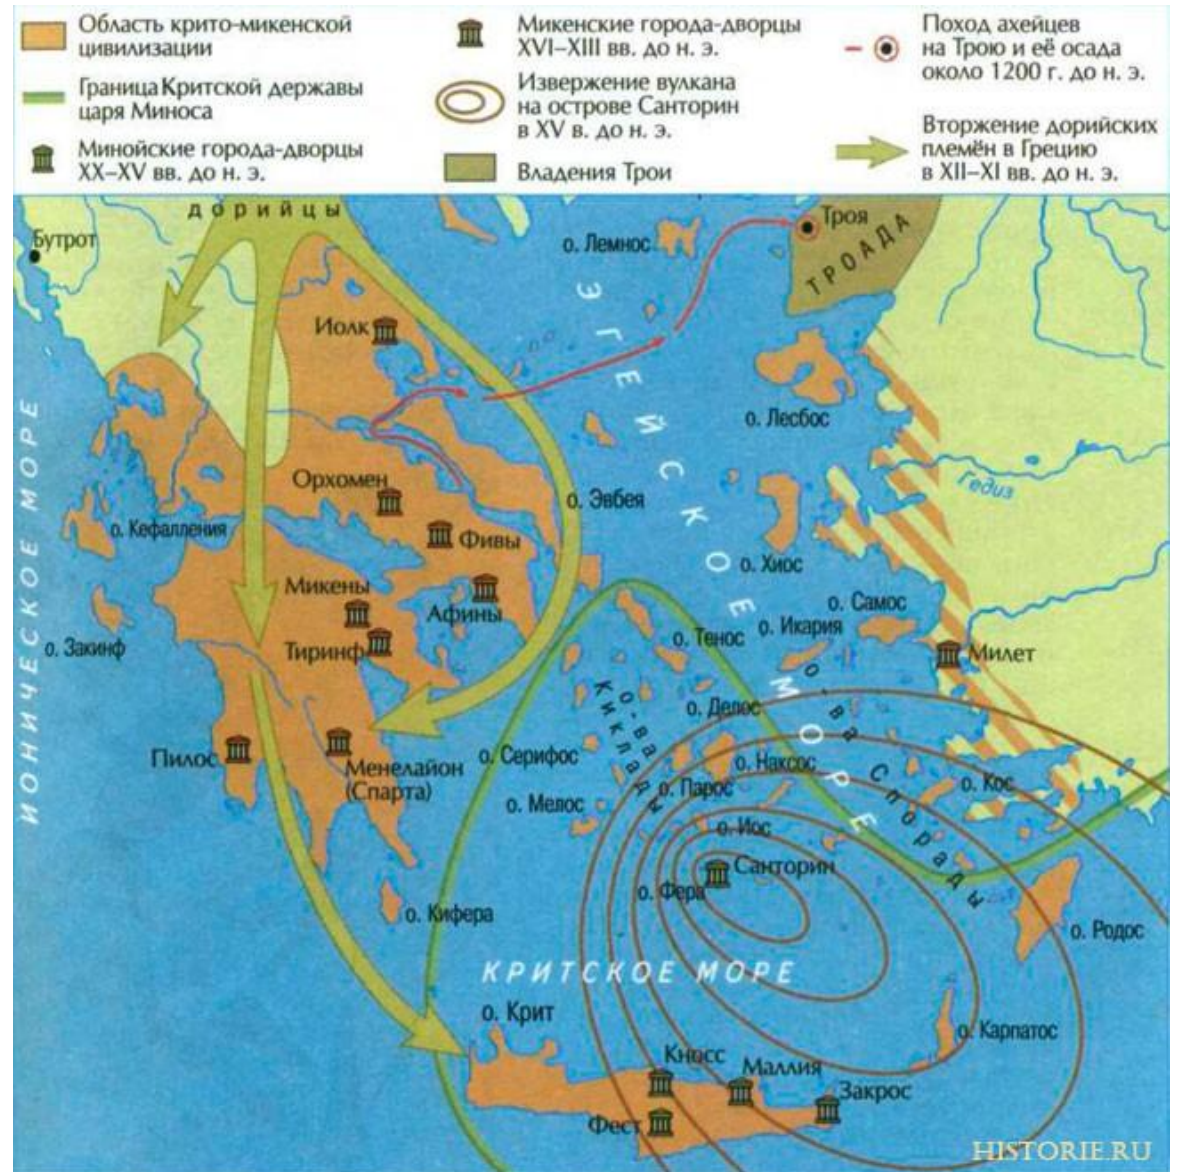 Область крито-микенской
цивилизации
Граница Критской державы
царя Миноса
Минойские города-дворцы
XX–XV вв. до н. э.
Микенские города-дворцы
XVI–XIII вв. до н. э.
Извержение вулкана
на острове Санторин
в XV в. до н. э.
Владения Трои
Поход ахейцев
на Трою и её осада
около 1200 г. до н. э.
Вторжение дорийских
племён в Грецию
в XII–XI вв. до н. э.
дорийцы
Бутрот
о. Лемнос
Троя
ТРОАДА
Иолк
ЭГЕЙСКОЕ МОРЕ
о. Лесбос
ИОНИЧЕСКОЕ МОРЕ
Орхомен
о. Эвбея
Гедиз
о. Кефалления
Фивы
о. Хиос
Микены
Афины
о. Самос
о. Икария
о. Тенос
о. Закинф
Тиринф
Милет
о-ва
Киклады
о. Делос
о-ва Спорады
Пилос
Менелайон
(Спарта)
о. Серифос
о. Наксос
о. Парос
о. Кос
о. Мелос
о. Иос
Санторин
о. Фера
о. Кифера
о. Родос
КРИТСКОЕ МОРЕ
о. Крит
о. Карпатос
Кносс
Маллия
Закрос
Фест
HISTORIE.RU